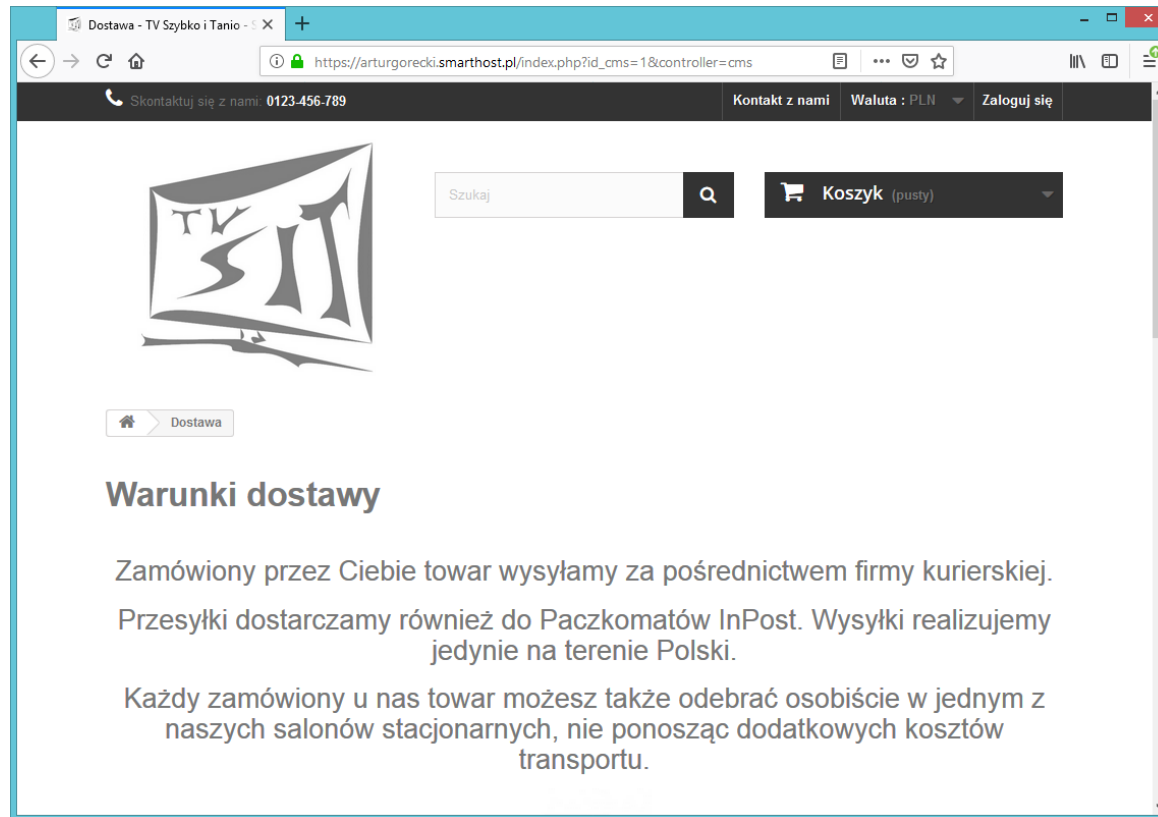 Dostawa - TV Szybko i Tanio - S
https://arturgorecki.smarthost.pl/index.php?id_cms=1&controller=cms
Skontaktuj się z nami: 0123-456-789
Kontakt z nami
Waluta : PLN
Zaloguj się
TV
SIT
Szukaj
Koszyk (pusty)
Dostawa
Warunki dostawy
Zamówiony przez Ciebie towar wysyłamy za pośrednictwem firmy kurierskiej.
Przesyłki dostarczamy również do Paczkomatów InPost. Wysyłki realizujemy
jedynie na terenie Polski.
Każdy zamówiony u nas towar możesz także odebrać osobiście w jednym z
naszych salonów stacjonarnych, nie ponosząc dodatkowych kosztów
transportu.